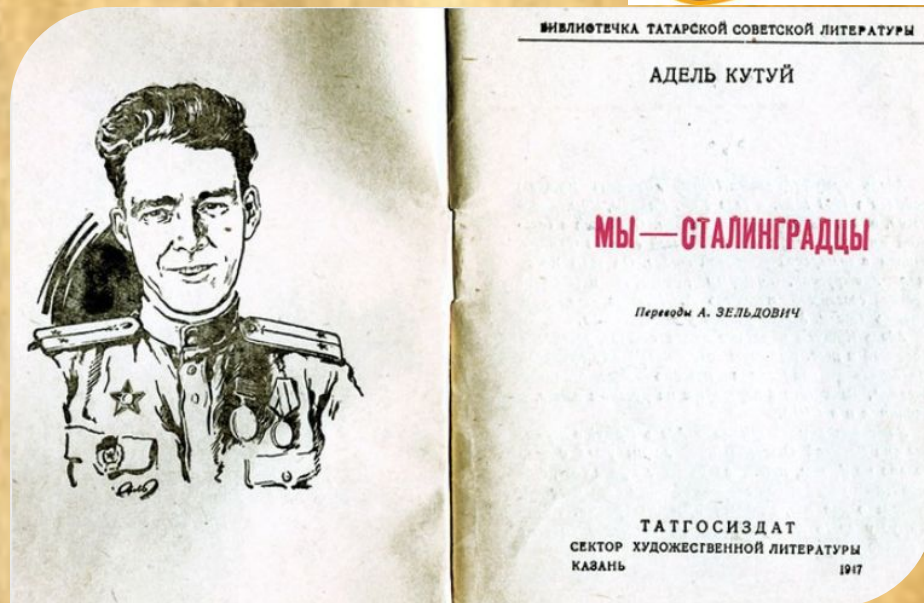 БИБЛИОТЕЧКА ТАТАРСКОЙ СОВЕТСКОЙ ЛИТЕРАТУРЫ
АДЕЛЬ КУТУЙ
МЫ — СТАЛИНГРАДЦЫ
Переводы А. ЗЕЛЬДОВИЧ
ТАТГОСИЗДАТ
СЕКТОР ХУДОЖЕСТВЕННОЙ ЛИТЕРАТУРЫ
КАЗАНЬ 1947